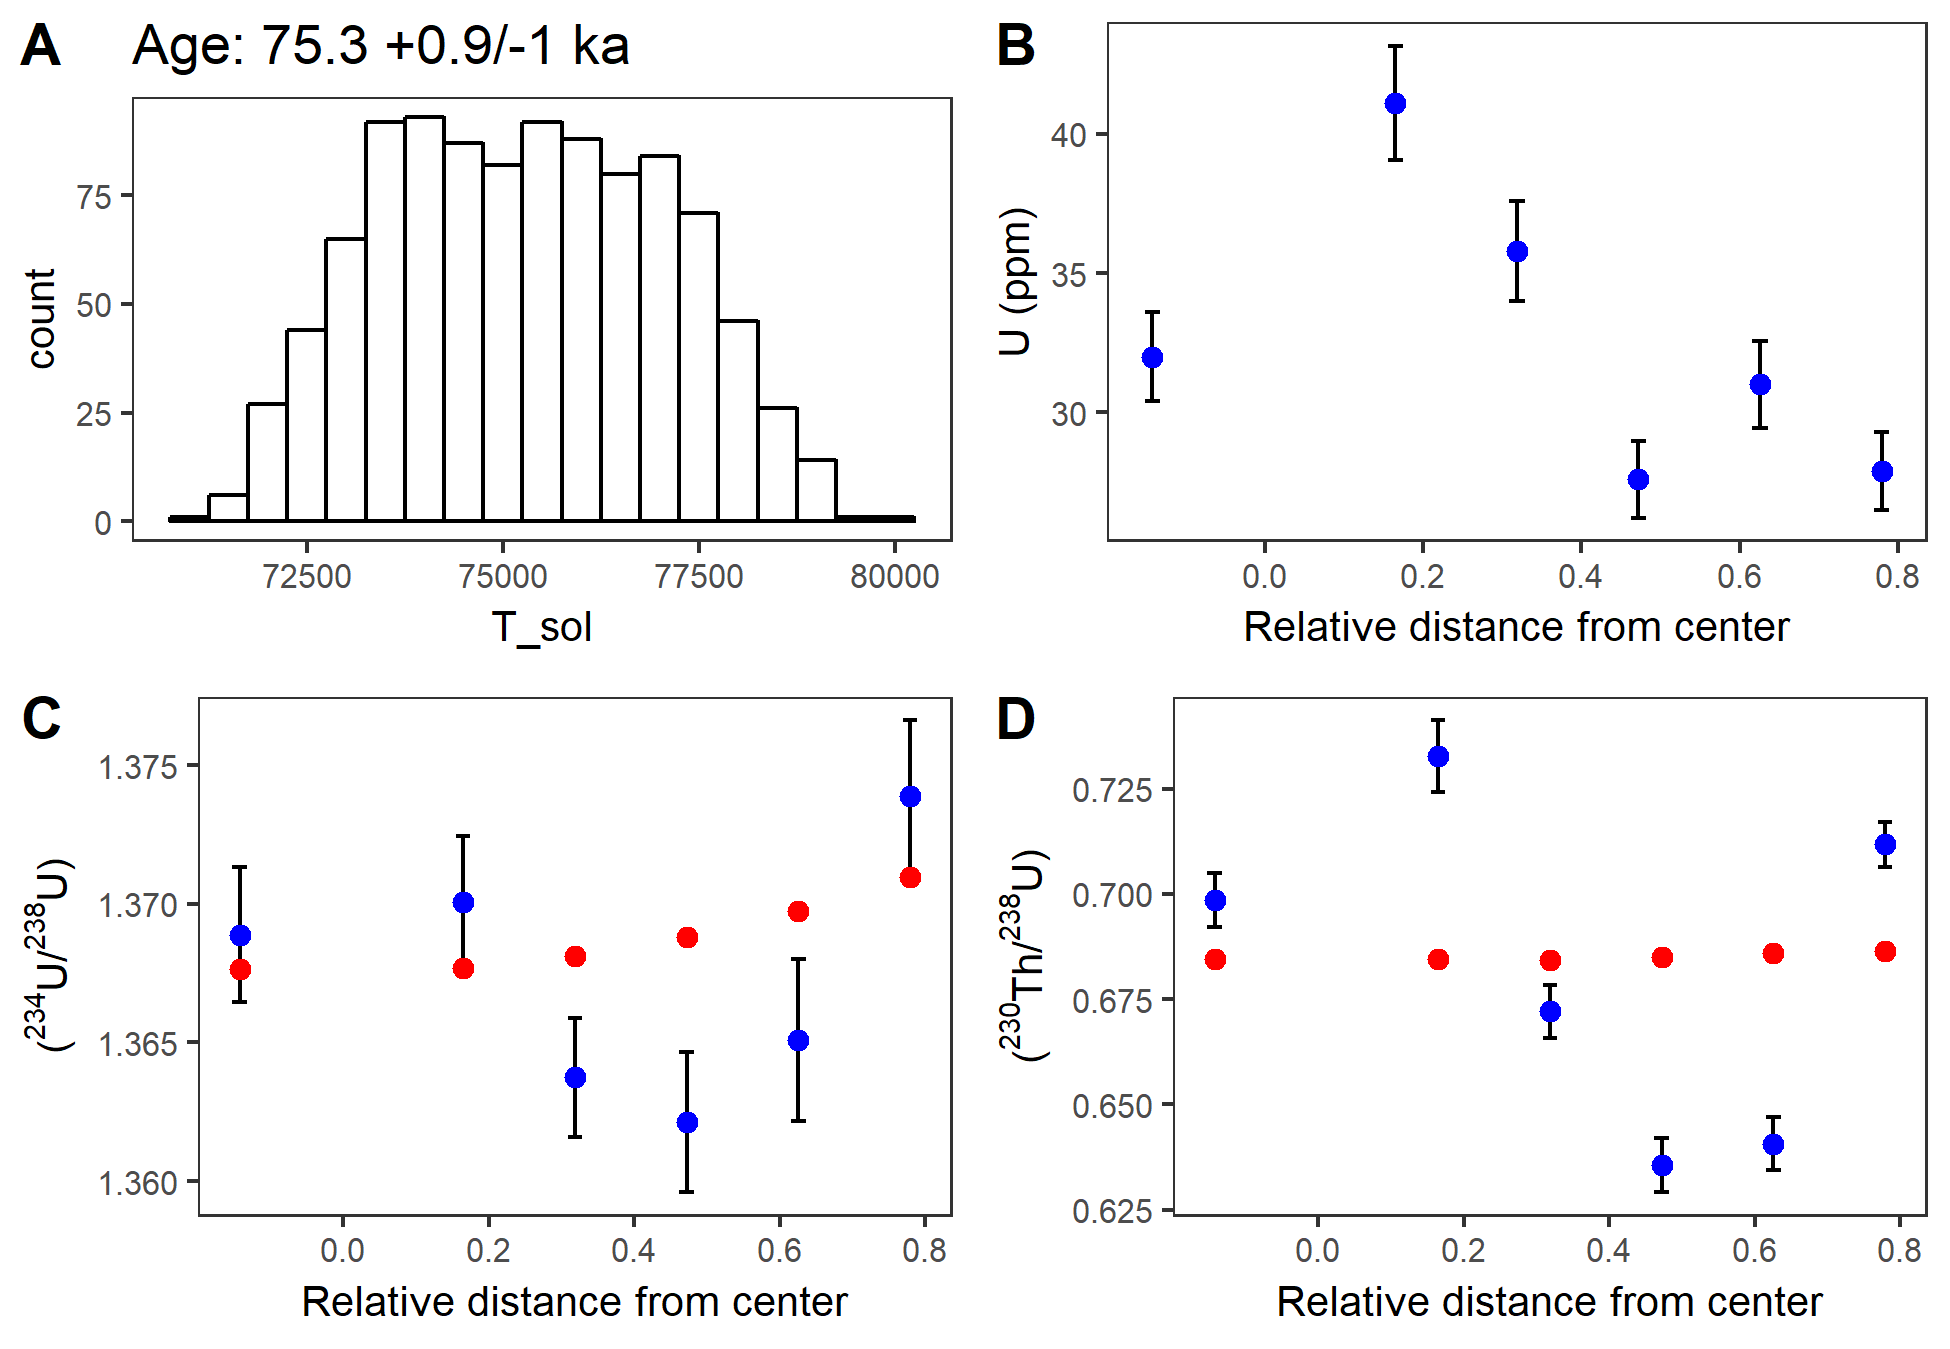 A Age: 75.3 +0.9/-1 ka
count
75
50
25
0
72500 75000 77500 80000
T_sol
B
U (ppm)
40
35
30
0.0 0.2 0.4 0.6 0.8
Relative distance from center
C
(²³⁴U/²³⁸U)
1.375
1.370
1.365
1.360
0.0 0.2 0.4 0.6 0.8
Relative distance from center
D
(²³⁰Th/²³⁸U)
0.725
0.700
0.675
0.650
0.625
0.0 0.2 0.4 0.6 0.8
Relative distance from center